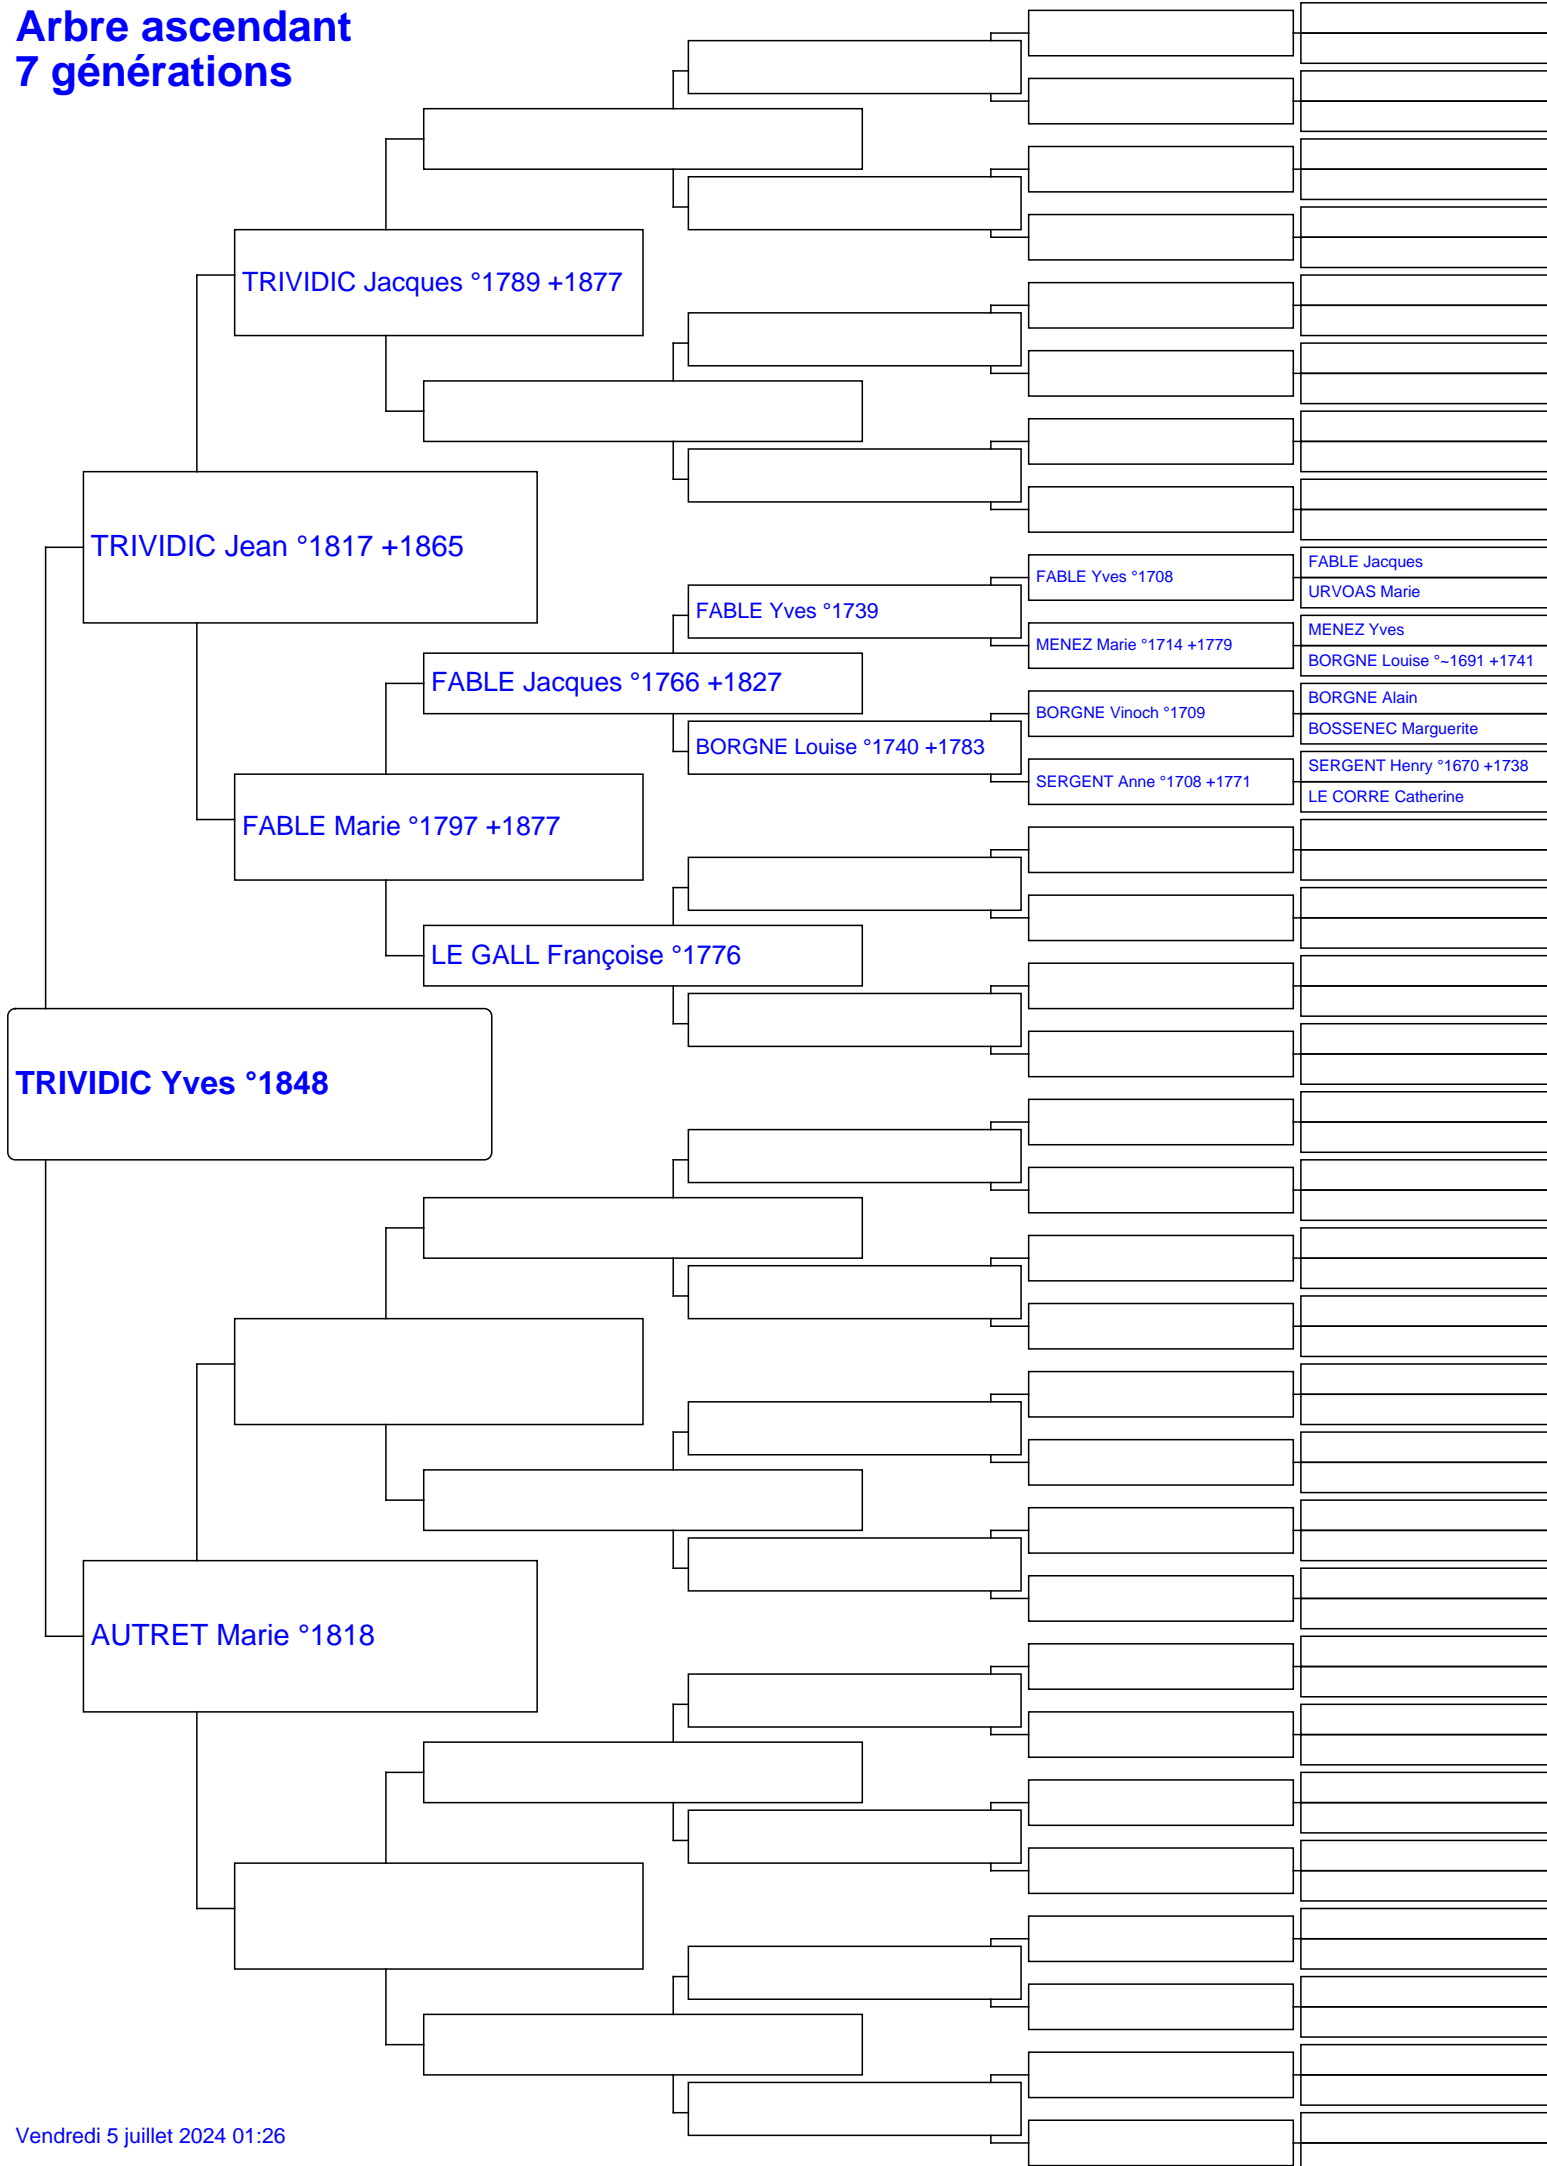 Arbre ascendant
7 générations
TRIVIDIC Jacques °1789 +1877
TRIVIDIC Jean °1817 +1865
FABLE Yves °1708
FABLE Jacques
URVOAS Marie
FABLE Yves °1739
MENEZ Marie °1714 +1779
MENEZ Yves
BORGNE Louise °~1691 +1741
FABLE Jacques °1766 +1827
BORGNE Vinoch °1709
BORGNE Alain
BOSSENEC Marguerite
BORGNE Louise °1740 +1783
SERGENT Anne °1708 +1771
SERGENT Henry °1670 +1738
LE CORRE Catherine
FABLE Marie °1797 +1877
LE GALL Françoise °1776
TRIVIDIC Yves °1848
AUTRET Marie °1818
Vendredi 5 juillet 2024 01:26